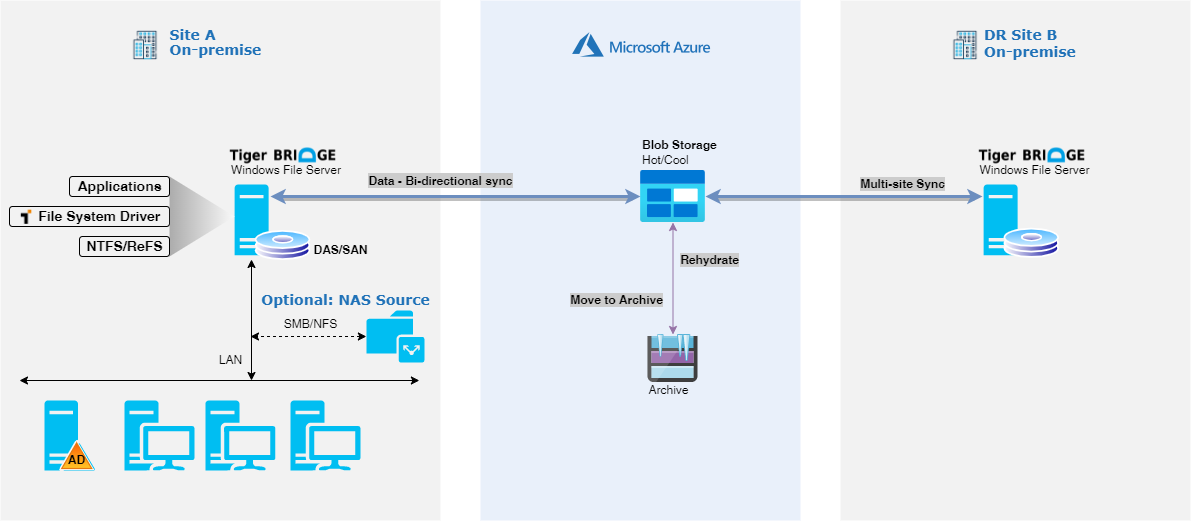 Site A
On-premise
Microsoft Azure
DR Site B
On-premise
Tiger BRIDGE
Windows File Server
Blob Storage
Hot/Cool
Tiger BRIDGE
Windows File Server
Applications
File System Driver
NTFS/ReFS
Data - Bi-directional sync
Multi-site Sync
DAS/SAN
Rehydrate
Optional: NAS Source
Move to Archive
SMB/NFS
LAN
Archive
AD